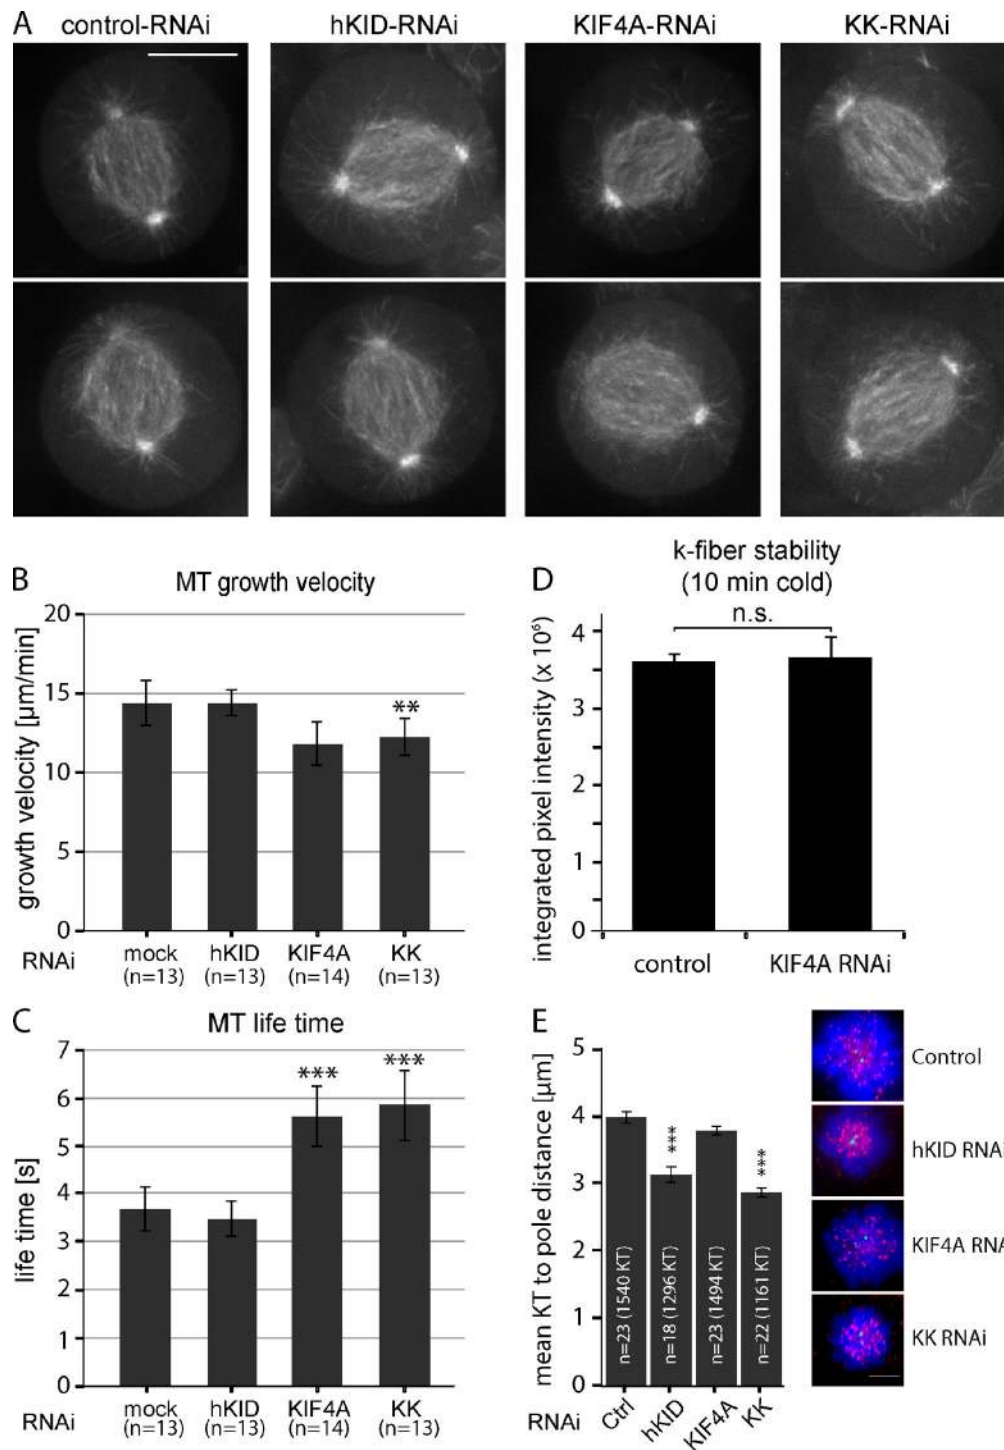 A
control-RNAi
hKID-RNAi
KIF4A-RNAi
KK-RNAi
B
MT growth velocity
growth velocity [µm/min]
20
15
10
5
0
**
RNAi
mock
(n=13)
hKID
(n=13)
KIF4A
(n=14)
KK
(n=13)
D
k-fiber stability
(10 min cold)
n.s.
integrated pixel intensity (x 10⁶)
4
3
2
1
0
control
KIF4A RNAi
C
MT life time
life time [s]
7
6
5
4
3
2
1
0
***
***
RNAi
mock
(n=13)
hKID
(n=13)
KIF4A
(n=14)
KK
(n=13)
E
mean KT to pole distance [µm]
5
4
3
2
1
0
***
***
n=23 (1540 KT)
n=18 (1296 KT)
n=23 (1494 KT)
n=22 (1161 KT)
RNAi
Ctrl
hKID
KIF4A
KK
Control
hKID RNAi
KIF4A RNA
KK RNAi